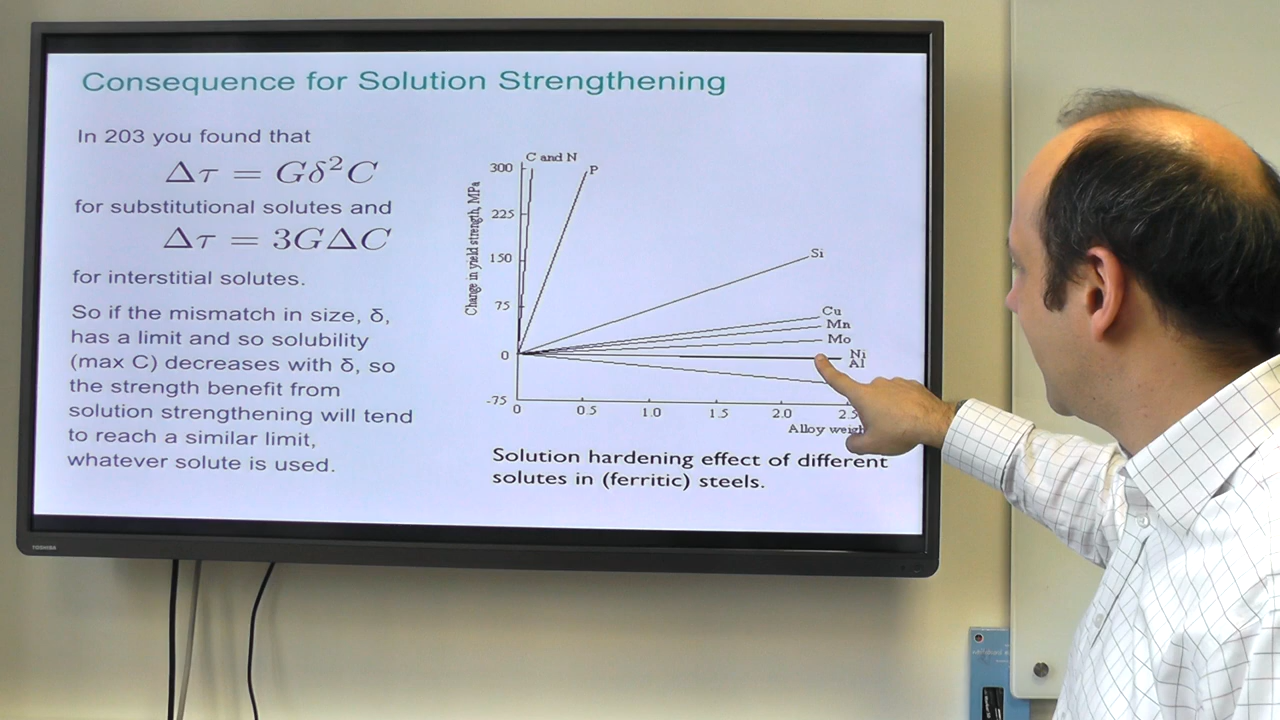 Consequence for Solution Strengthening
In 203 you found that
Δτ = Gδ²C
for substitutional solutes and
Δτ = 3GΔC
for interstitial solutes.
So if the mismatch in size, δ,
has a limit and so solubility
(max C) decreases with δ, so
the strength benefit from
solution strengthening will tend
to reach a similar limit,
whatever solute is used.
C and N
P
Si
Cu
Mn
Mo
Ni
Al
Change in yield strength, MPa
300
225
150
75
0
-75
0 0.5 1.0 1.5 2.0 2.5
Alloy
Solution hardening effect of different
solutes in (ferritic) steels.
TOSHIBA